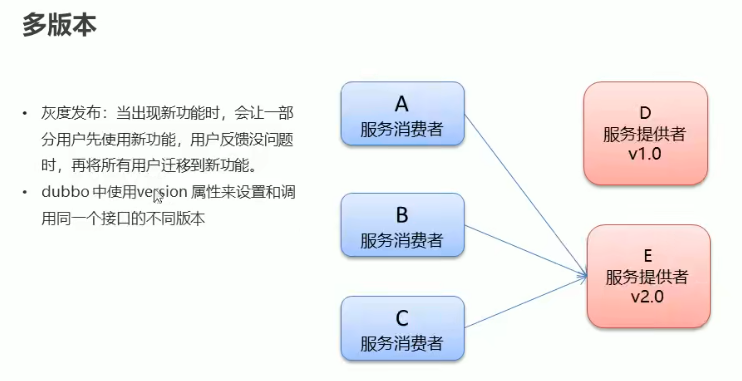 多版本
• 灰度发布：当出现新功能时，会让一部
分用户先使用新功能，用户反馈没问题
时，再将所有用户迁移到新功能。
• dubbo 中使用version 属性来设置和调
用同一个接口的不同版本
A
服务消费者
B
服务消费者
C
服务消费者
D
服务提供者
v1.0
E
服务提供者
v2.0